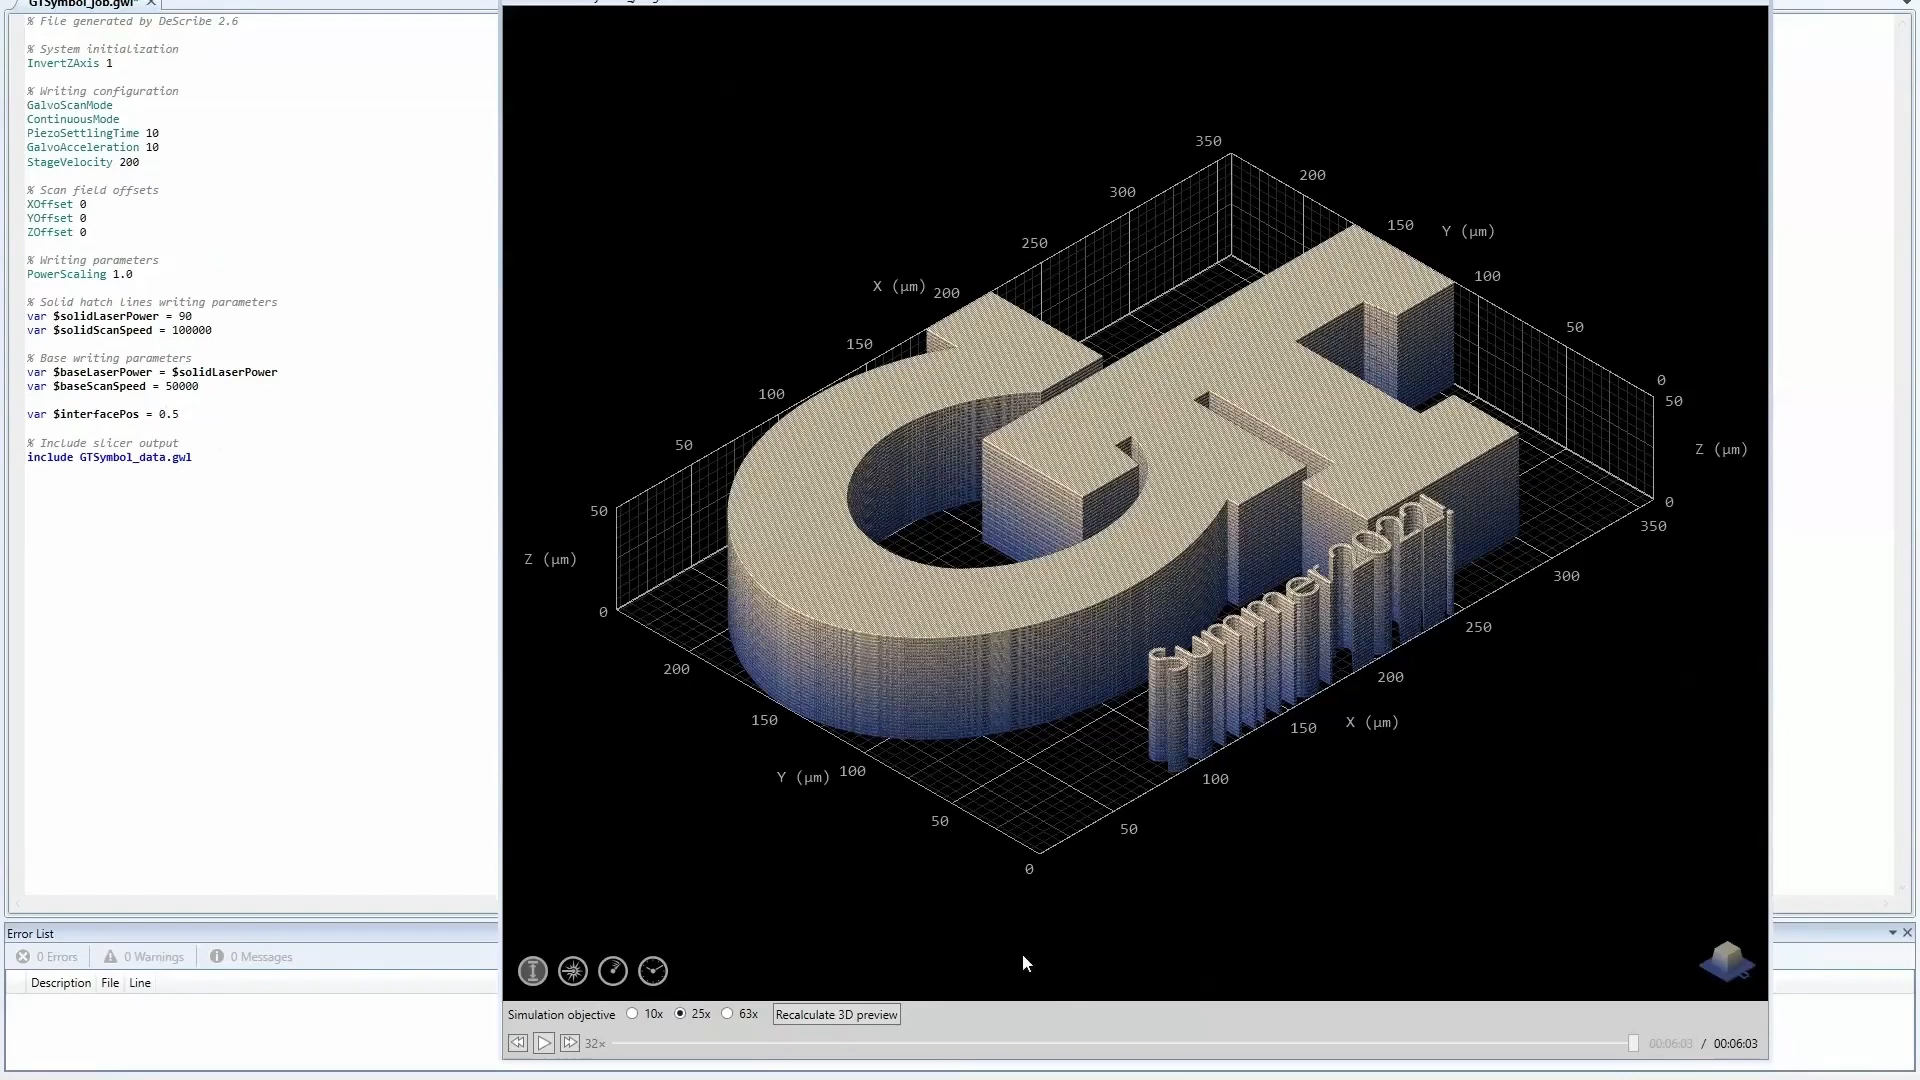 GTSymbol_job.gwl*
% File generated by DeScribe 2.6
% System initialization
InvertZAxis 1
% Writing configuration
GalvoScanMode
ContinuousMode
PiezoSettlingTime 10
GalvoAcceleration 10
StageVelocity 200
% Scan field offsets
XOffset 0
YOffset 0
ZOffset 0
% Writing parameters
PowerScaling 1.0
% Solid hatch lines writing parameters
var $solidLaserPower = 90
var $solidScanSpeed = 100000
% Base writing parameters
var $baseLaserPower = $solidLaserPower
var $baseScanSpeed = 50000
var $interfacePos = 0.5
% Include slicer output
include GTSymbol_data.gwl
350
200
300
150
Y (µm)
250
100
X (µm) 200
50
150
0
100
50
50
Z (µm)
50
0
350
Z (µm)
300
0
250
200
200
150
150
X (µm)
Y (µm) 100
100
50
50
0
GT
summer 2021
Error List
0 Errors
0 Warnings
0 Messages
Description File Line
Simulation objective 10x 25x 63x Recalculate 3D preview
32x
00:06:03 / 00:06:03